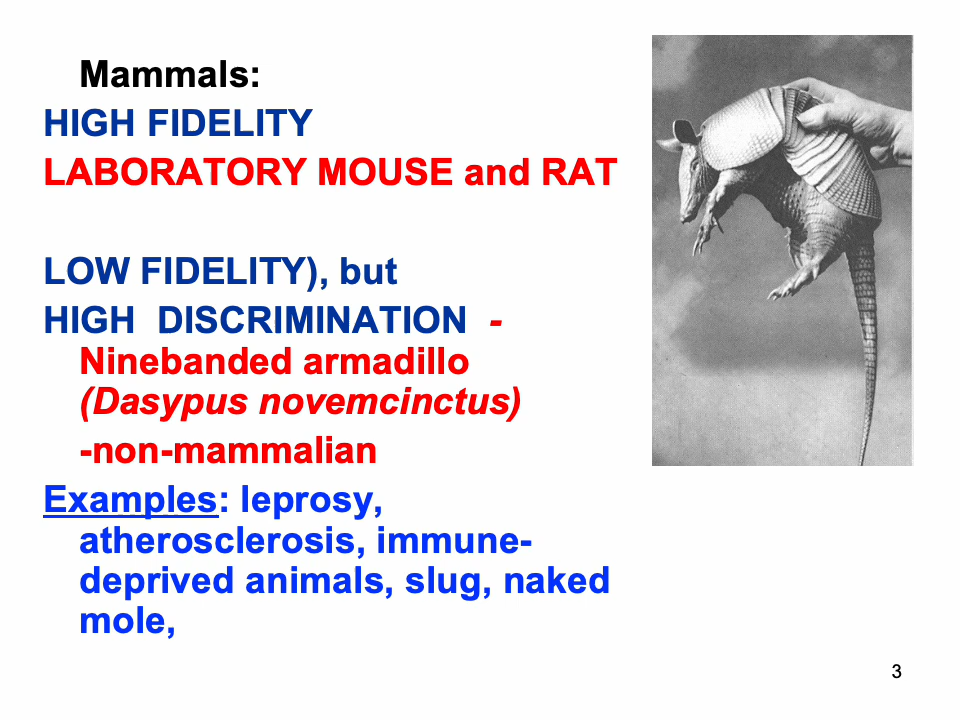 Mammals:
HIGH FIDELITY
LABORATORY MOUSE and RAT
LOW FIDELITY), but
HIGH  DISCRIMINATION  -
Ninebanded armadillo
(Dasypus novemcinctus)
-non-mammalian
Examples: leprosy,
atherosclerosis, immune-
deprived animals, slug, naked
mole,
3